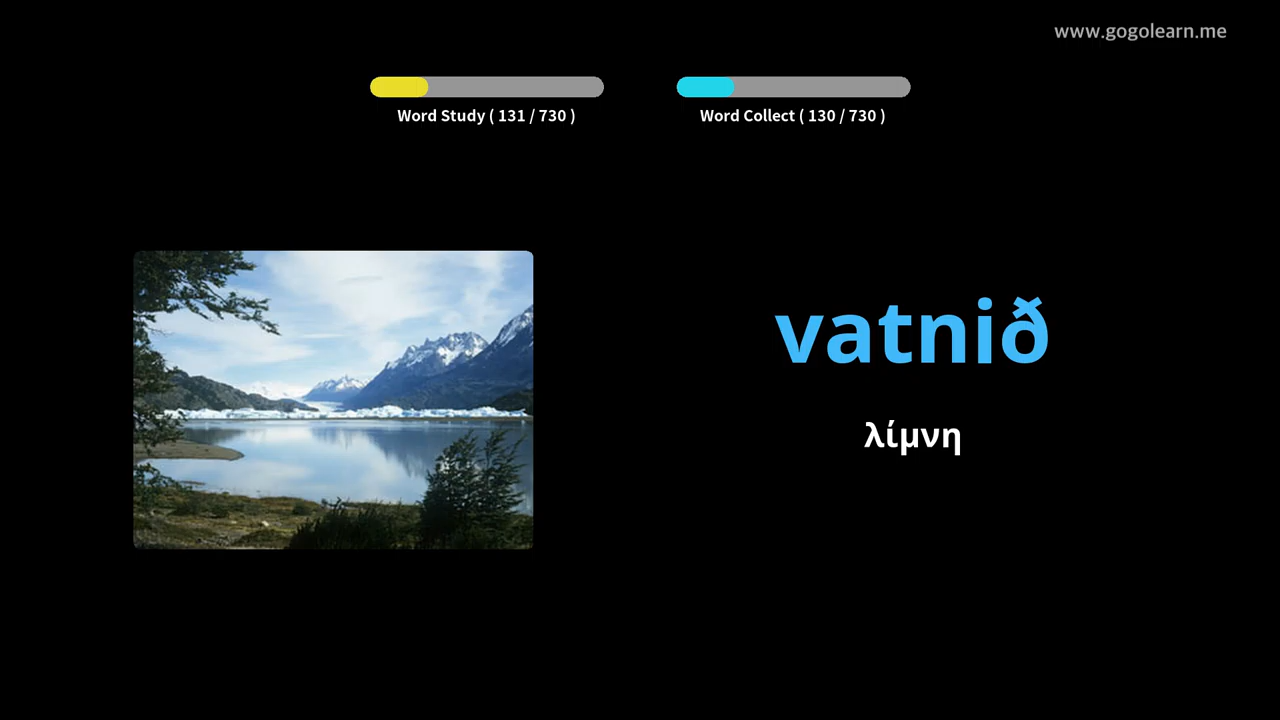 www.gogolearn.me
Word Study ( 131 / 730 )
Word Collect ( 130 / 730 )
vatnið
λίμνη